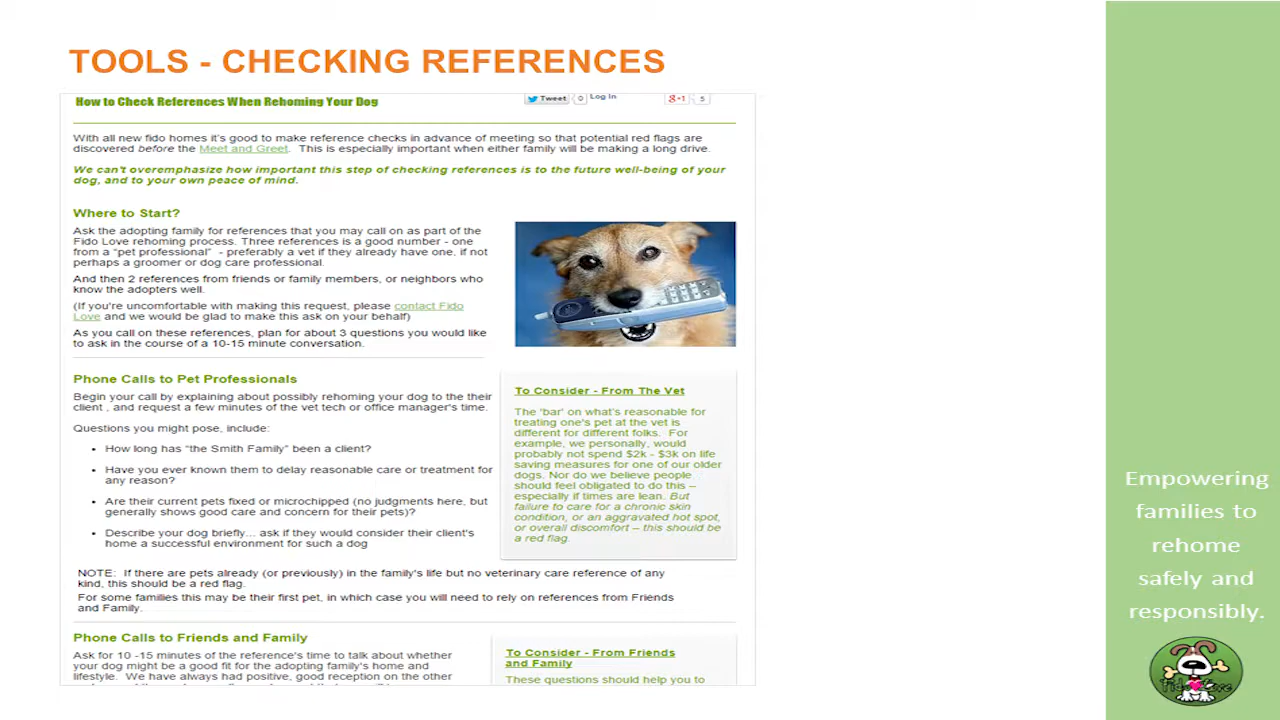 TOOLS - CHECKING REFERENCES
How to Check References When Rehoming Your Dog
Tweet 0 Log In g+1 5
With all new fido homes it's good to make reference checks in advance of meeting so that potential red flags are
discovered before the Meet and Greet. This is especially important when either family will be making a long drive.
We can't overemphasize how important this step of checking references is to the future well-being of your
dog, and to your own peace of mind.
Where to Start?
Ask the adopting family for references that you may call on as part of the
Fido Love rehoming process. Three references is a good number - one
from a "pet professional" - preferably a vet if they already have one, if not
perhaps a groomer or dog care professional.
And then 2 references from friends or family members, or neighbors who
know the adopters well.
(If you're uncomfortable with making this request, please contact Fido
Love and we would be glad to make this ask on your behalf)
As you call on these references, plan for about 3 questions you would like
to ask in the course of a 10-15 minute conversation.
Phone Calls to Pet Professionals
Begin your call by explaining about possibly rehoming your dog to the their
client , and request a few minutes of the vet tech or office manager's time.
Questions you might pose, include:
• How long has "the Smith Family" been a client?
• Have you ever known them to delay reasonable care or treatment for
any reason?
• Are their current pets fixed or microchipped (no judgments here, but
generally shows good care and concern for their pets)?
• Describe your dog briefly... ask if they would consider their client's
home a successful environment for such a dog
To Consider - From The Vet
The 'bar' on what's reasonable for
treating one's pet at the vet is
different for different folks. For
example, we personally, would
probably not spend $2k - $3k on life
saving measures for one of our older
dogs. Nor do we believe people
should feel obligated to do this –
especially if times are lean. But
failure to care for a chronic skin
condition, or an aggravated hot spot,
or overall discomfort – this should be
a red flag.
NOTE: If there are pets already (or previously) in the family's life but no veterinary care reference of any
kind, this should be a red flag.
For some families this may be their first pet, in which case you will need to rely on references from Friends
and Family.
Phone Calls to Friends and Family
Ask for 10 -15 minutes of the reference's time to talk about whether
your dog might be a good fit for the adopting family's home and
lifestyle. We have always had positive, good reception on the other
To Consider - From Friends
and Family
These questions should help you to
Empowering
families to
rehome
safely and
responsibly.
Fido Love